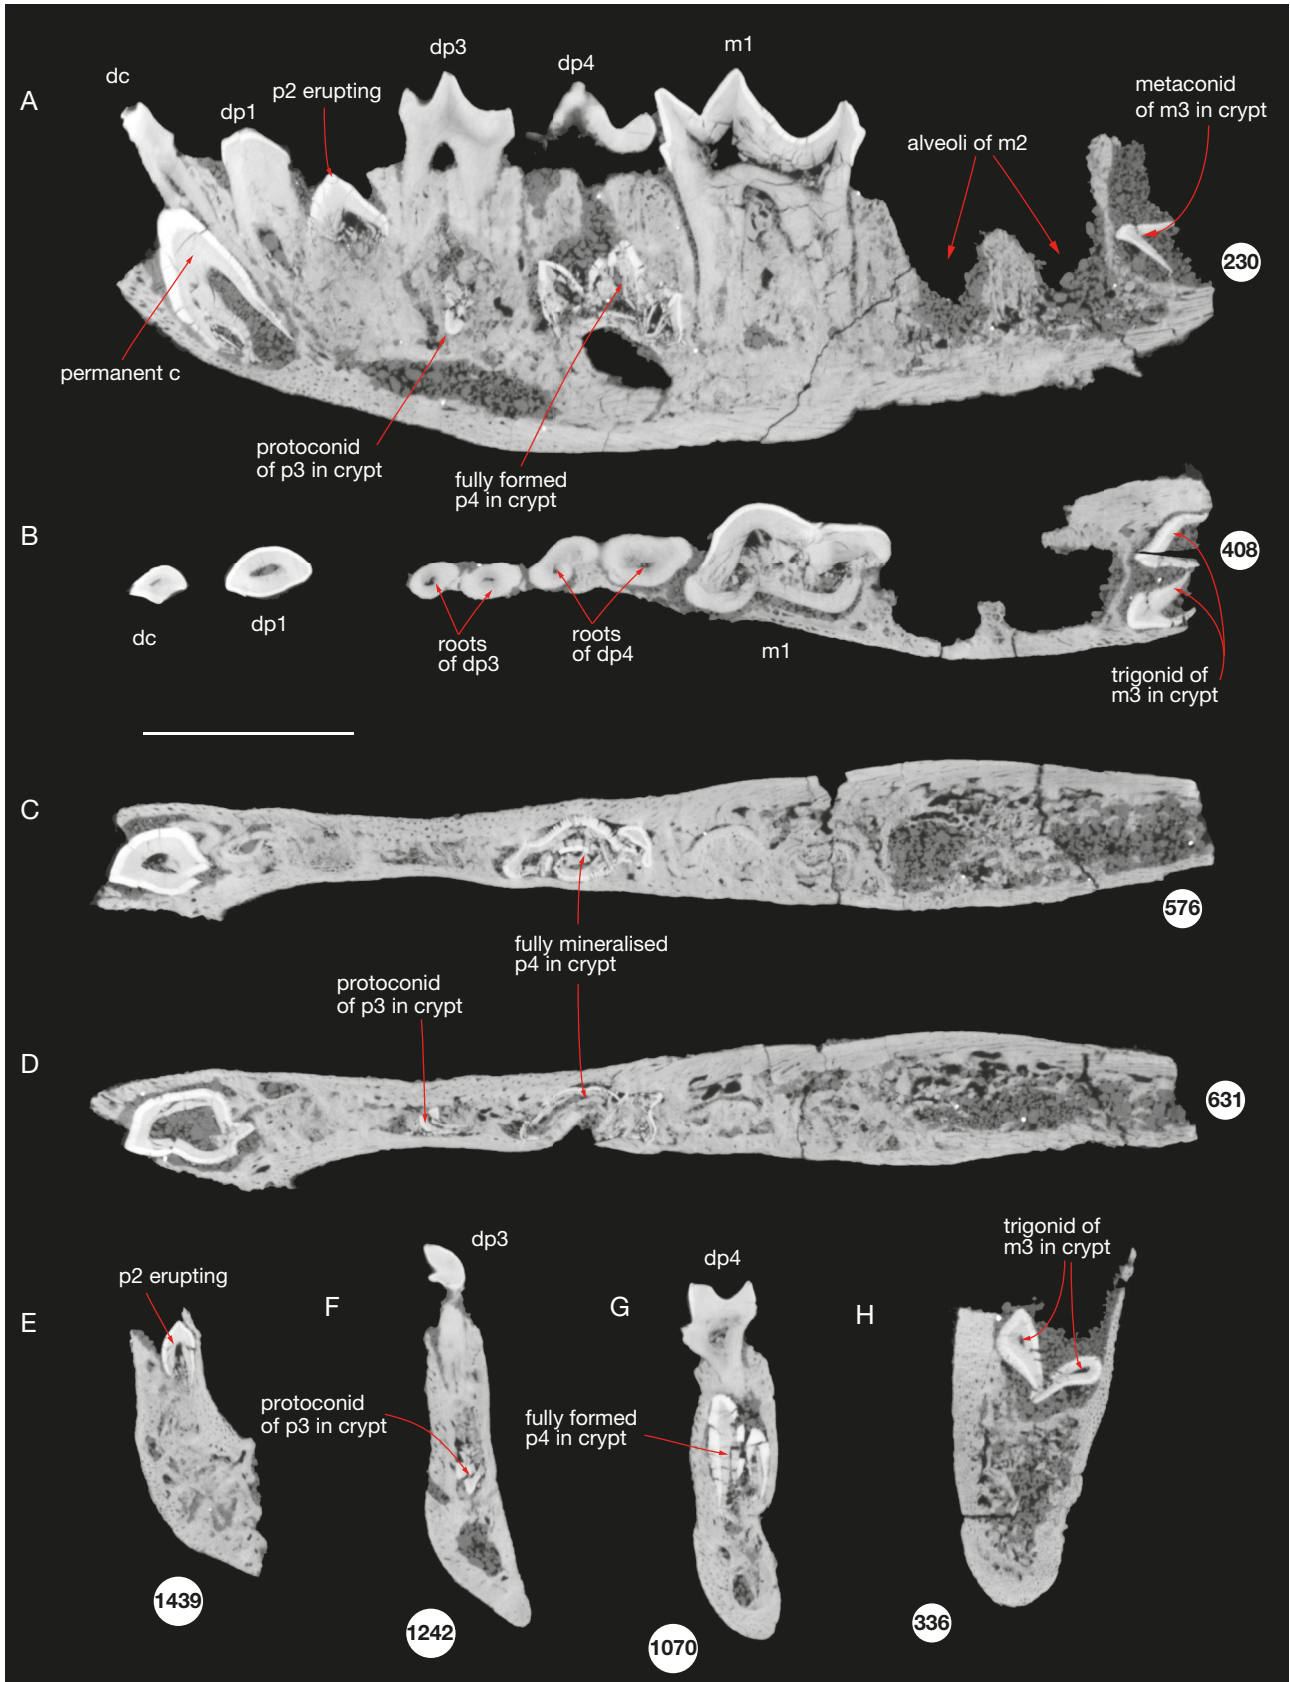 A
dc
dp1
p2 erupting
dp3
dp4
m1
metaconid
of m3 in crypt
alveoli of m2
230
permanent c
protoconid
of p3 in crypt
fully formed
p4 in crypt
B
408
dc
dp1
roots
of dp3
roots
of dp4
m1
trigonid of
m3 in crypt
C
576
fully mineralised
p4 in crypt
protoconid
of p3 in crypt
D
631
E
p2 erupting
1439
F
dp3
protoconid
of p3 in crypt
1242
G
dp4
fully formed
p4 in crypt
1070
H
trigonid of
m3 in crypt
336